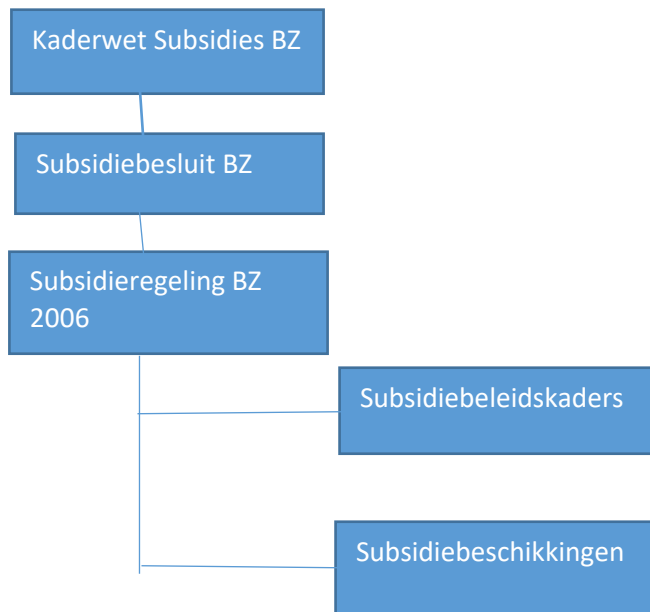 Kaderwet Subsidies BZ
Subsidiebesluit BZ
Subsidieregeling BZ
2006
Subsidiebeleidskaders
Subsidiebeschikkingen